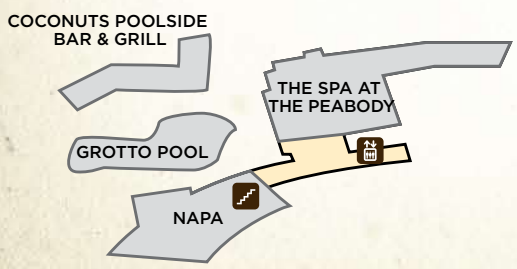 COCONUTS POOLSIDE
BAR & GRILL
THE SPA AT
THE PEABODY
GROTTO POOL
NAPA